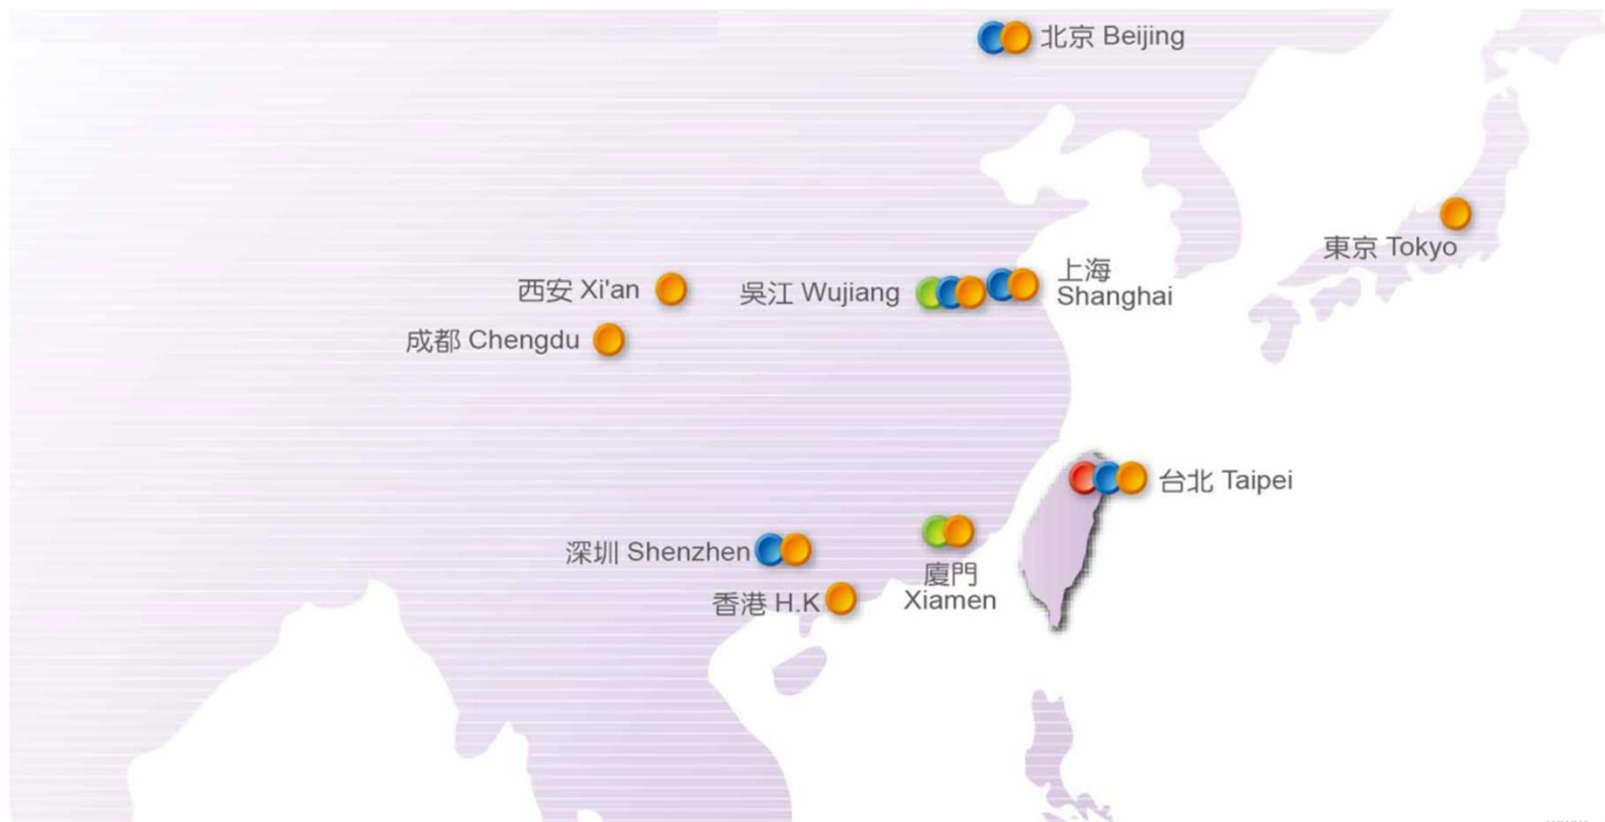 北京 Beijing
東京 Tokyo
上海
Shanghai
西安 Xi'an
吳江 Wujiang
成都 Chengdu
台北 Taipei
深圳 Shenzhen
廈門
Xiamen
香港 H.K